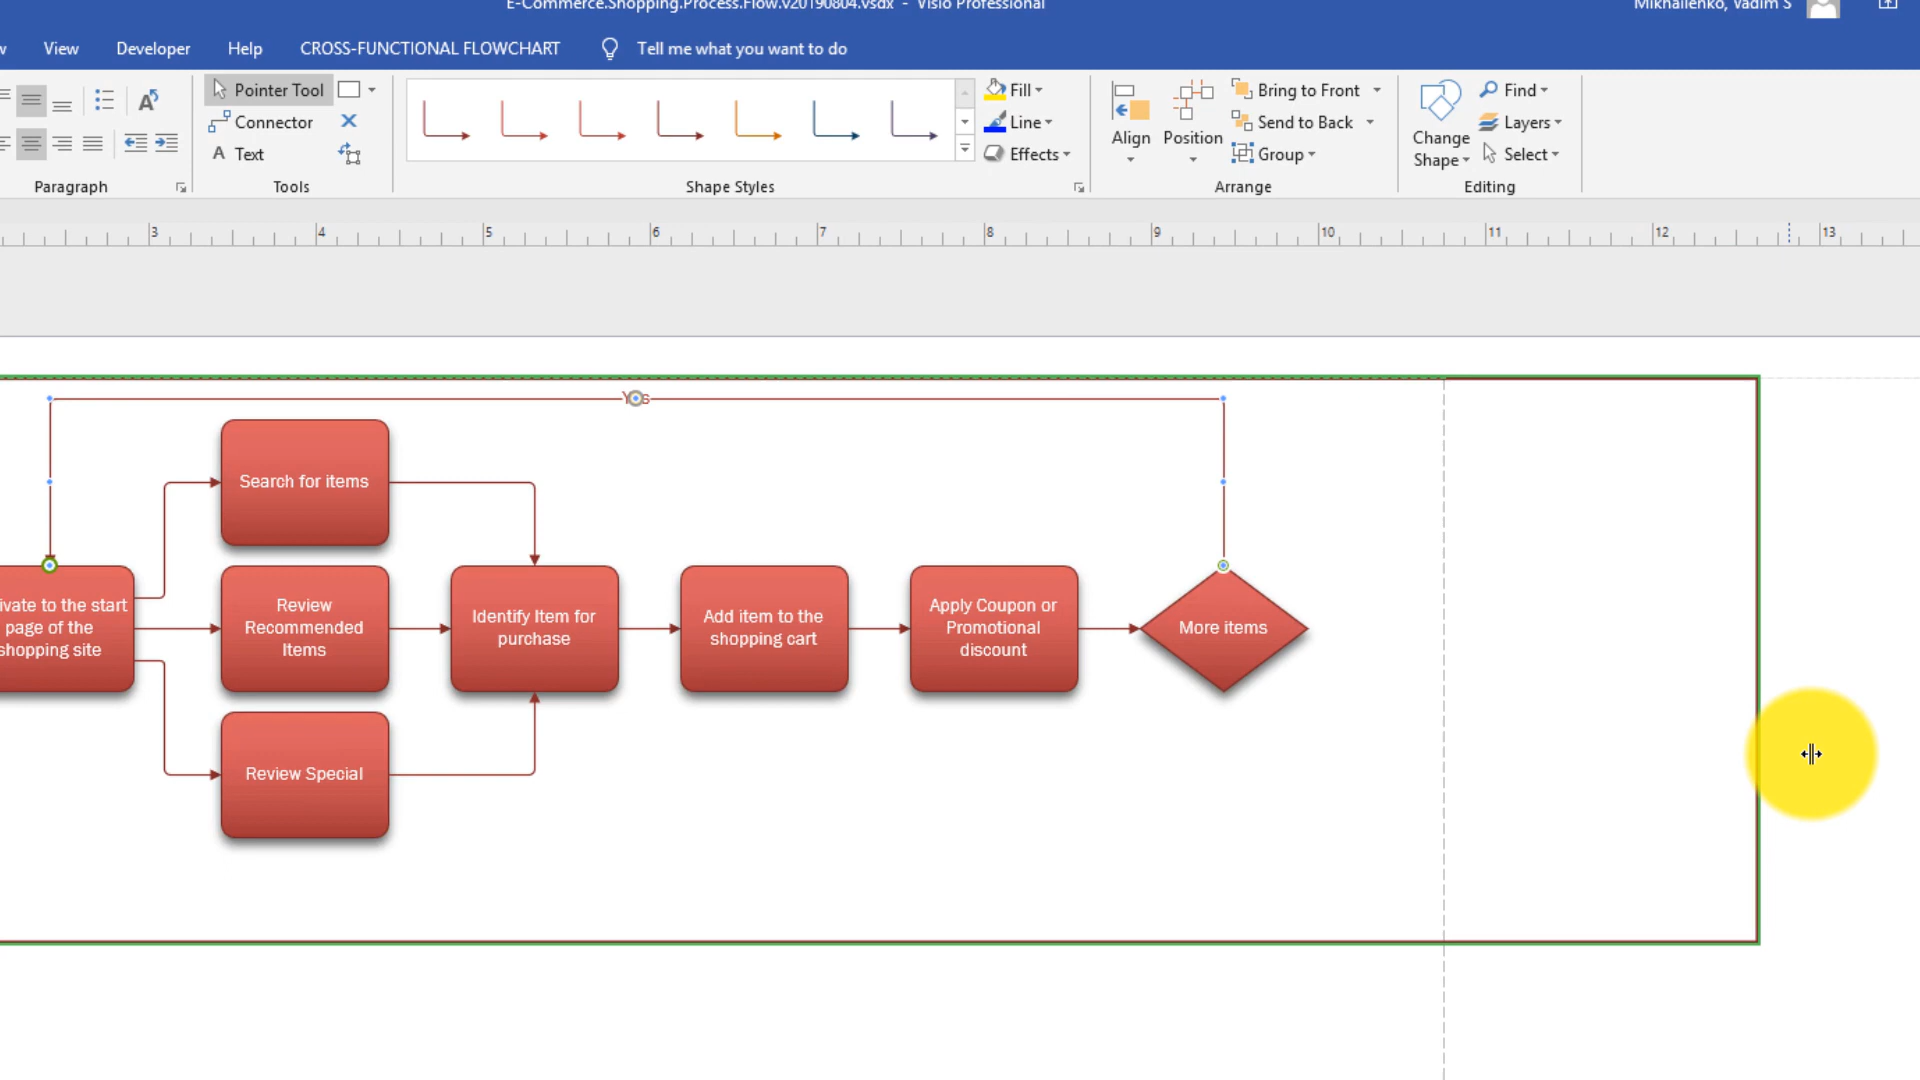 E-Commerce.Shopping.Process.Flow.v20190804.vsdx - Visio Professional
Mikhailenko, Vadim S
View Developer Help CROSS-FUNCTIONAL FLOWCHART Tell me what you want to do
Pointer Tool
Connector
A Text
Fill
Line
Effects
Align
Position
Bring to Front
Send to Back
Group
Change
Shape
Find
Layers
Select
Paragraph
Tools
Shape Styles
Arrange
Editing
3 4 5 6 7 8 9 10 11 12 13
Yes
Search for items
ivate to the start
page of the
shopping site
Review
Recommended
Items
Identify Item for
purchase
Add item to the
shopping cart
Apply Coupon or
Promotional
discount
More items
Review Special